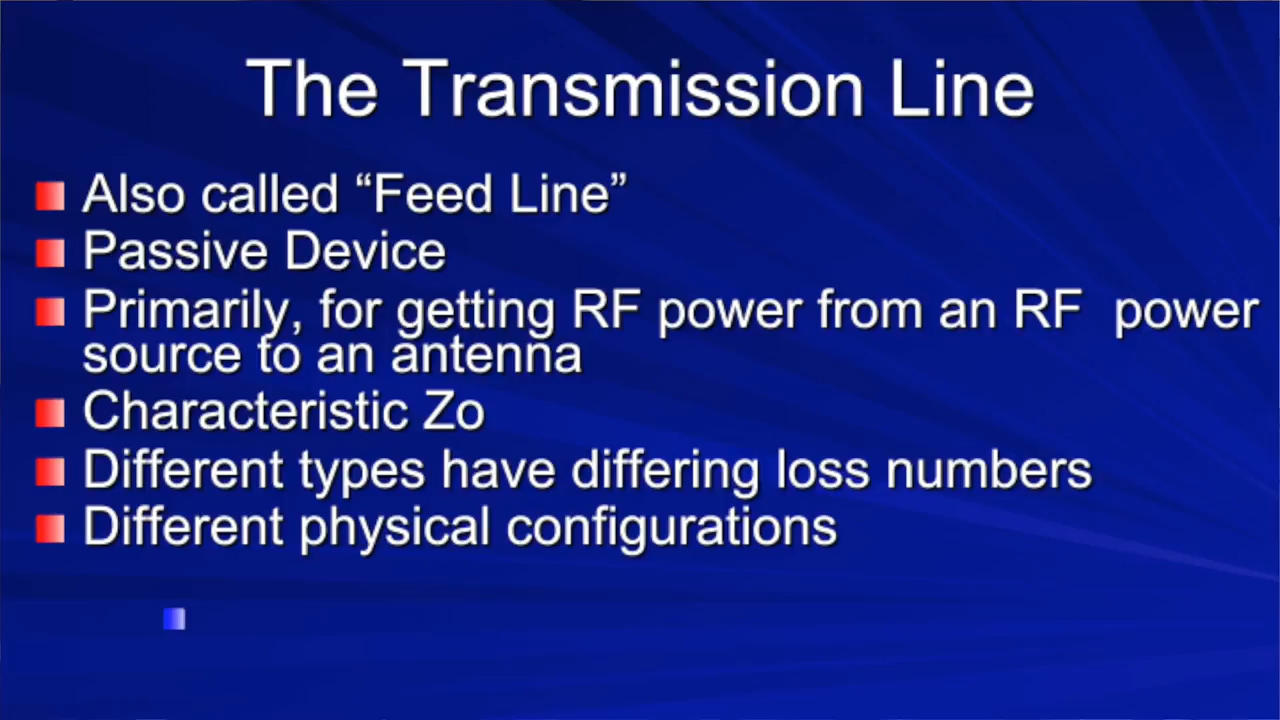 The Transmission Line
Also called “Feed Line”
Passive Device
Primarily, for getting RF power from an RF  power
source to an antenna
Characteristic Zo
Different types have differing loss numbers
Different physical configurations